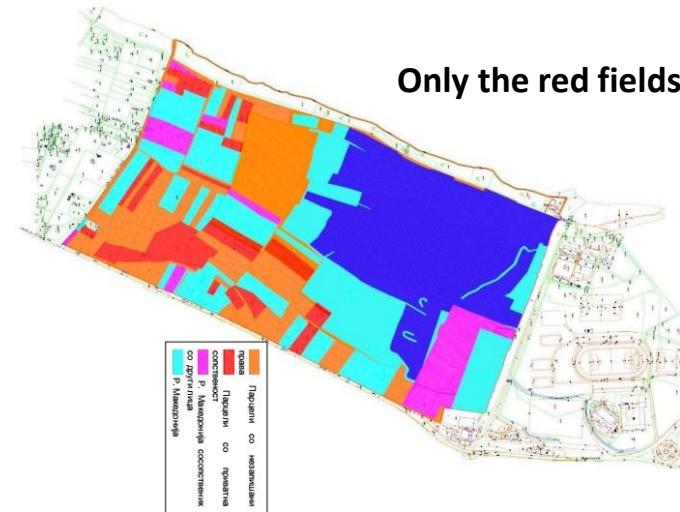 Only the red fields
Парцели со незапишани
права
Парцели со приватна
сопственост
Р. Македонија сосопственик
со други лица
Р. Македонија